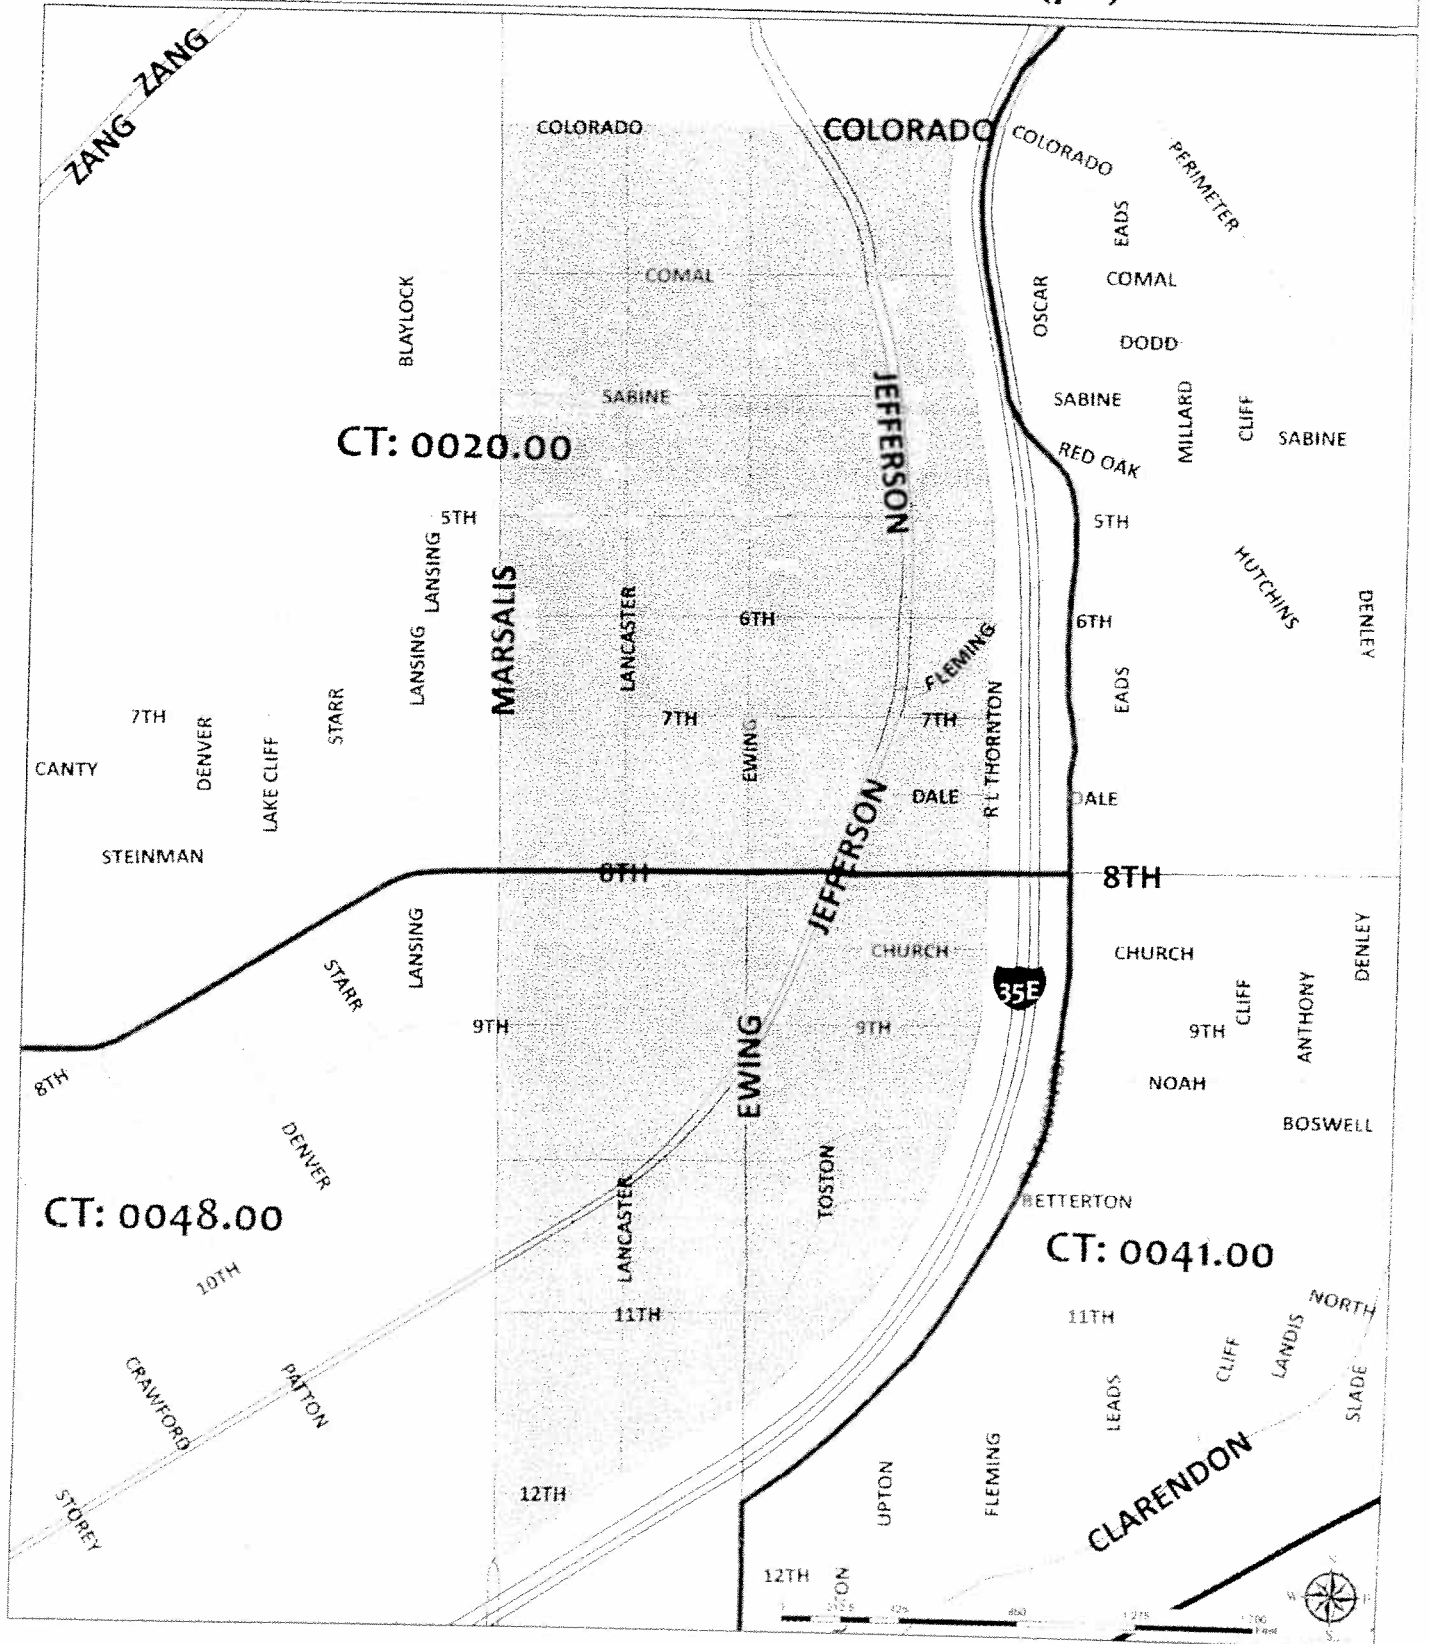 ZANG
ZANG
COLORADO
COLORADO
COLORADO
PERIMETER
EADS
COMAL
COMAL
OSCAR
BLAYLOCK
DODD
JEFFERSON
SABINE
SABINE
MILLARD
CLIFF
SABINE
CT: 0020.00
RED OAK
5TH
5TH
LANSING
HUTCHINS
MARSALIS
LANCASTER
6TH
6TH
DENLEY
FLEMING
LANSING
EADS
STARR
7TH
7TH
7TH
DENVER
LAKE CLIFF
EWING
R L THORNTON
CANTY
DALE
DALE
JEFFERSON
STEINMAN
8TH
8TH
LANSING
STARR
CHURCH
CHURCH
DENLEY
35E
CLIFF
ANTHONY
9TH
9TH
9TH
EWING
8TH
NOAH
BOSWELL
DENVER
TOSTON
LANCASTER
BETTERTON
CT: 0048.00
CT: 0041.00
10TH
11TH
11TH
NORTH
LANDIS
CLIFF
CRAWFORD
PATTON
LEADS
SLADE
STOREY
12TH
UPTON
FLEMING
CLARENDON
12TH
850
1,275